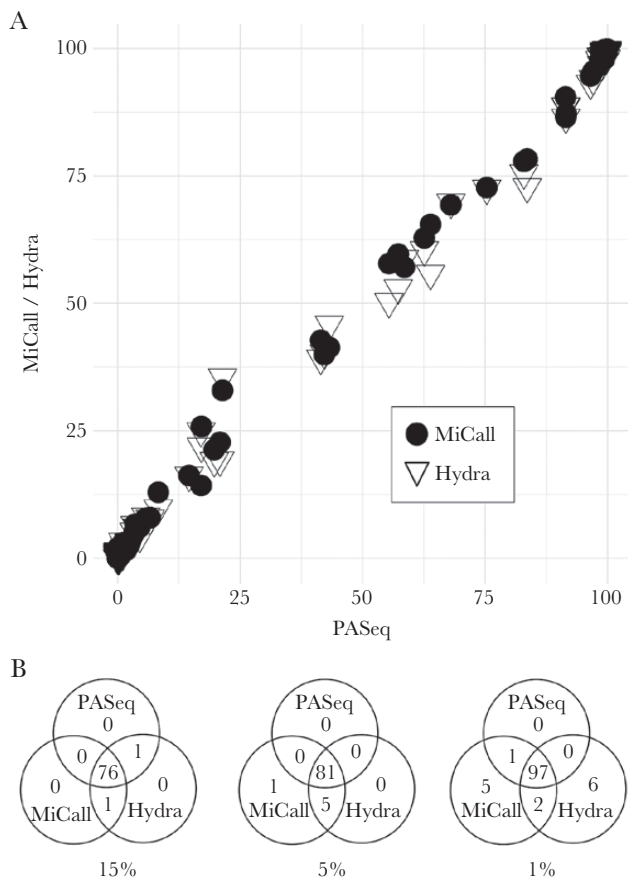 A
100
75
50
25
0
MiCall / Hydra
MiCall
Hydra
0 25 50 75 100
PASeq
B
PASeq
0
0 1
76
0 0
MiCall 1 Hydra
15%
PASeq
0
0 0
81
1 0
MiCall 5 Hydra
5%
PASeq
0
1 0
97
5 6
MiCall 2 Hydra
1%